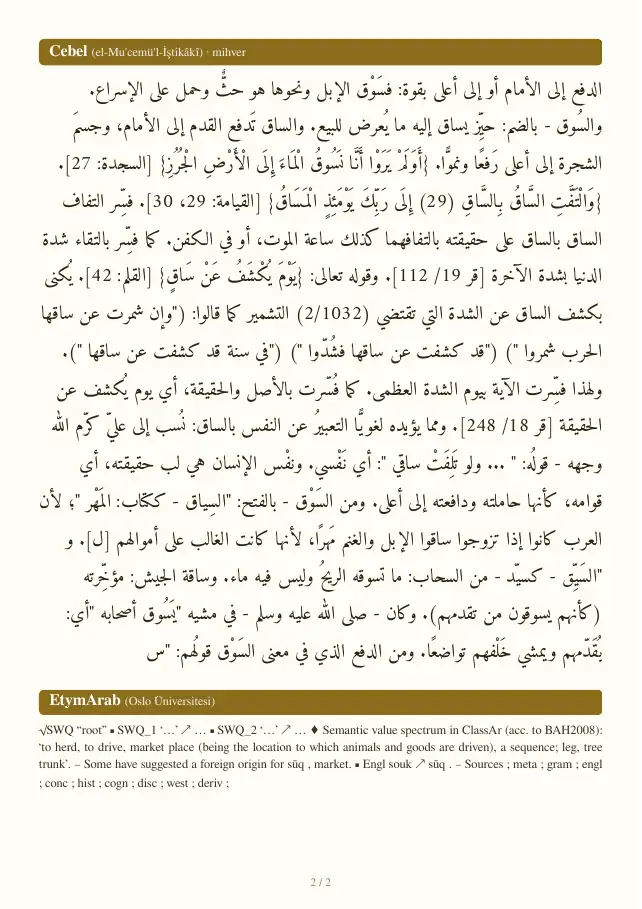 Cebel (el-Mu'cemü'l-İştikâkî) · mihver
الدفع إلى الأمام أو إلى أعلى بقوة: فسَوْق الإبل ونحوها هو حثٌّ وحمل على الإسراع.
والسُوق - بالضم: حيِّز يساق إليه ما يُعرض للبيع. والساق تَدفع القدم إلى الأمام، وجسمَ
الشجرة إلى أعلى رَفعًا ونموًّا. {أَوَلَمْ يَرَوْا أَنَّا نَسُوقُ الْمَاءَ إِلَى الْأَرْضِ الْجُرُزِ} [السجدة: 27].
{وَالْتَفَّتِ السَّاقُ بِالسَّاقِ (29) إِلَى رَبِّكَ يَوْمَئِذٍ الْمَسَاقُ} [القيامة: 29، 30]. فسِّر التفاف
الساق بالساق على حقيقته بالتفافهما كذلك ساعة الموت، أو في الكفن. كما فسِّر بالتقاء شدة
الدنيا بشدة الآخرة [قر 19/ 112]. وقوله تعالى: {يَوْمَ يُكْشَفُ عَنْ سَاقٍ} [القلم: 42]. يُكنى
بكشف الساق عن الشدة التي تقتضي (2/1032) التشمير كما قالوا: ("وإن شمرت عن ساقها
الحرب شمروا ") ("قد كشفت عن ساقها فشُدّوا ") ("في سنة قد كشفت عن ساقها ").
ولهذا فسِّرت الآية بيوم الشدة العظمى. كما فُسِّرت بالأصل والحقيقة، أي يوم يُكشف عن
الحقيقة [قر 18/ 248]. ومما يؤيده لغويًّا التعبيرُ عن النفس بالساق: نُسب إلى عليّ كرّم الله
وجهه - قولُه: " ... ولو تَلِفَتْ ساقي ": أي نَفْسي. ونفْس الإنسان هي لب حقيقته، أي
قوامه، كأنها حاملته ودافعته إلى أعلى. ومن السَوْق - بالفتح: "السِياق - ككتاب: المَهْر "؛ لأن
العرب كانوا إذا تزوجوا ساقوا الإبل والغنم مَهرًا، لأنها كانت الغالب على أموالهم [ل]. و
"السَيِّق - كسيِّد - من السحاب: ما تسوقه الريحُ وليس فيه ماء. وساقة الجيش: مؤخِّرته
(كأنهم يسوقون من تقدمهم). وكان - صلى الله عليه وسلم - في مشيه "يَسُوق أصحابه "أي:
يُقَدِّمهم ويمشي خَلْفهم تواضعًا. ومن الدفع الذي في معنى السَوْق قولُهم: "س
EtymArab (Oslo Üniversitesi)
√SWQ “root” ▪ SWQ_1 ‘…’ ↗ … ▪ SWQ_2 ‘…’ ↗ … ♦ Semantic value spectrum in ClassAr (acc. to BAH2008):
‘to herd, to drive, market place (being the location to which animals and goods are driven), a sequence; leg, tree
trunk’. – Some have suggested a foreign origin for sūq , market. ▪ Engl souk ↗ sūq . – Sources ; meta ; gram ; engl
; conc ; hist ; cogn ; disc ; west ; deriv ;
2 / 2